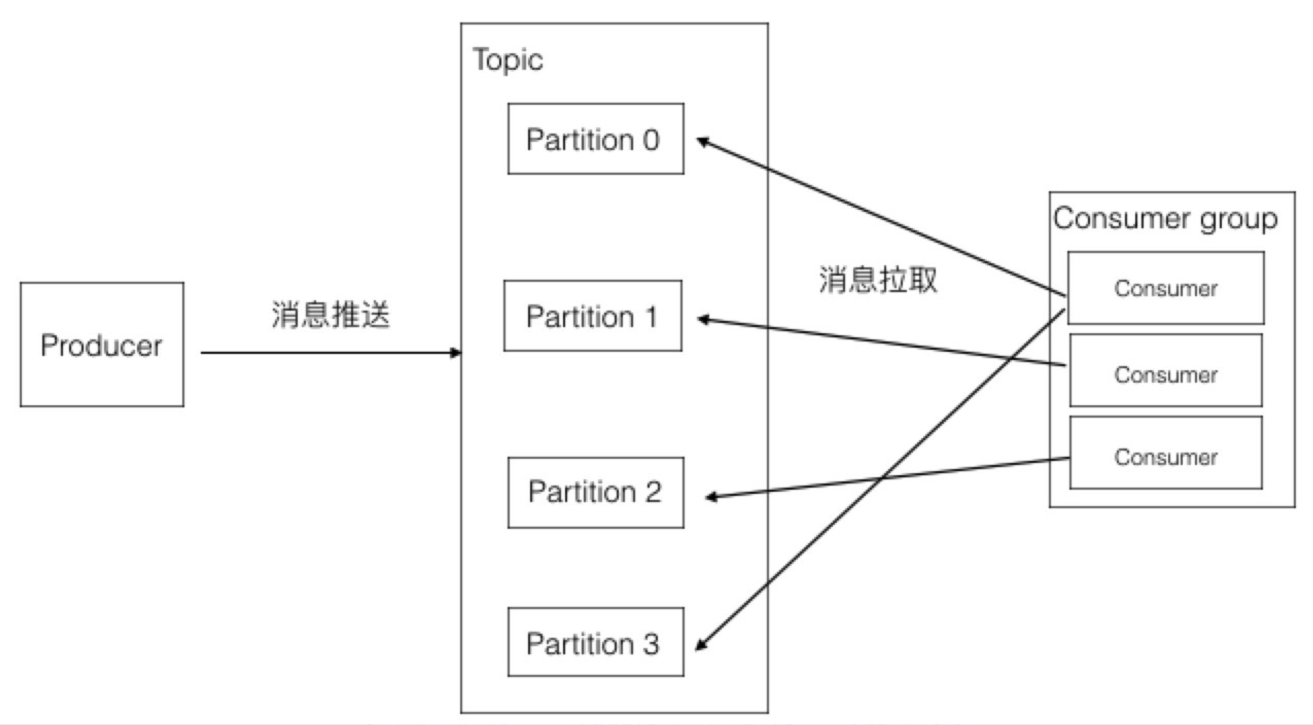 Topic
Partition 0
Consumer group
消息拉取
Consumer
消息推送
Partition 1
Producer
Consumer
Consumer
Partition 2
Partition 3